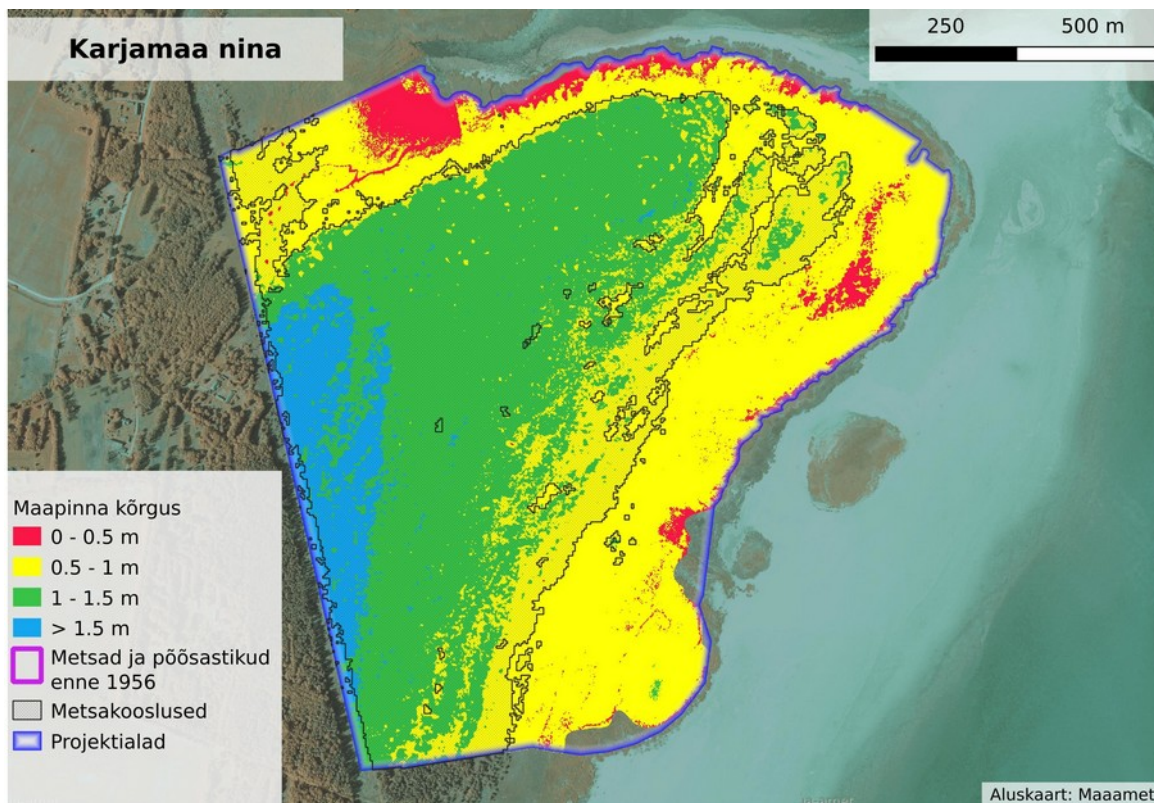 Karjamaa nina
250 500 m
Maapinna kõrgus
0 - 0.5 m
0.5 - 1 m
1 - 1.5 m
> 1.5 m
Metsad ja põõsastikud
enne 1956
Metsakooslused
Projektialad
Aluskaart: Maaamet